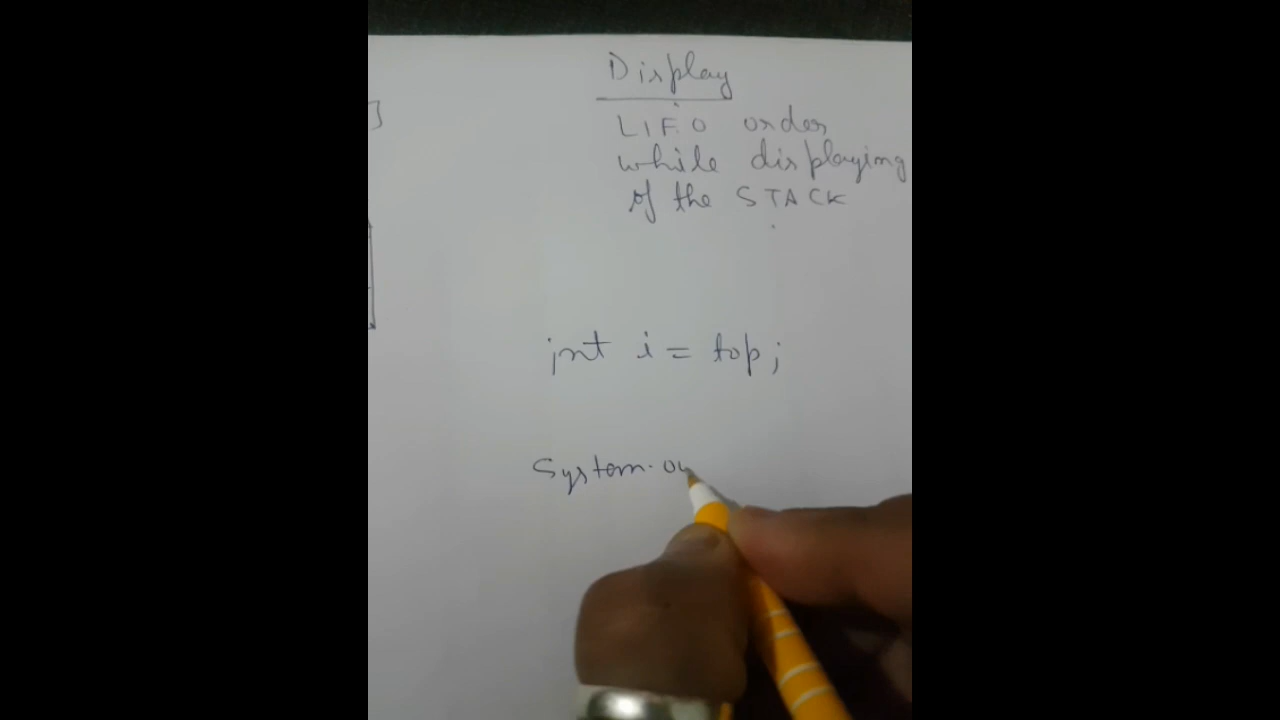 Display
LIFO order
while displaying
of the STACK
int i = top;
System.ou